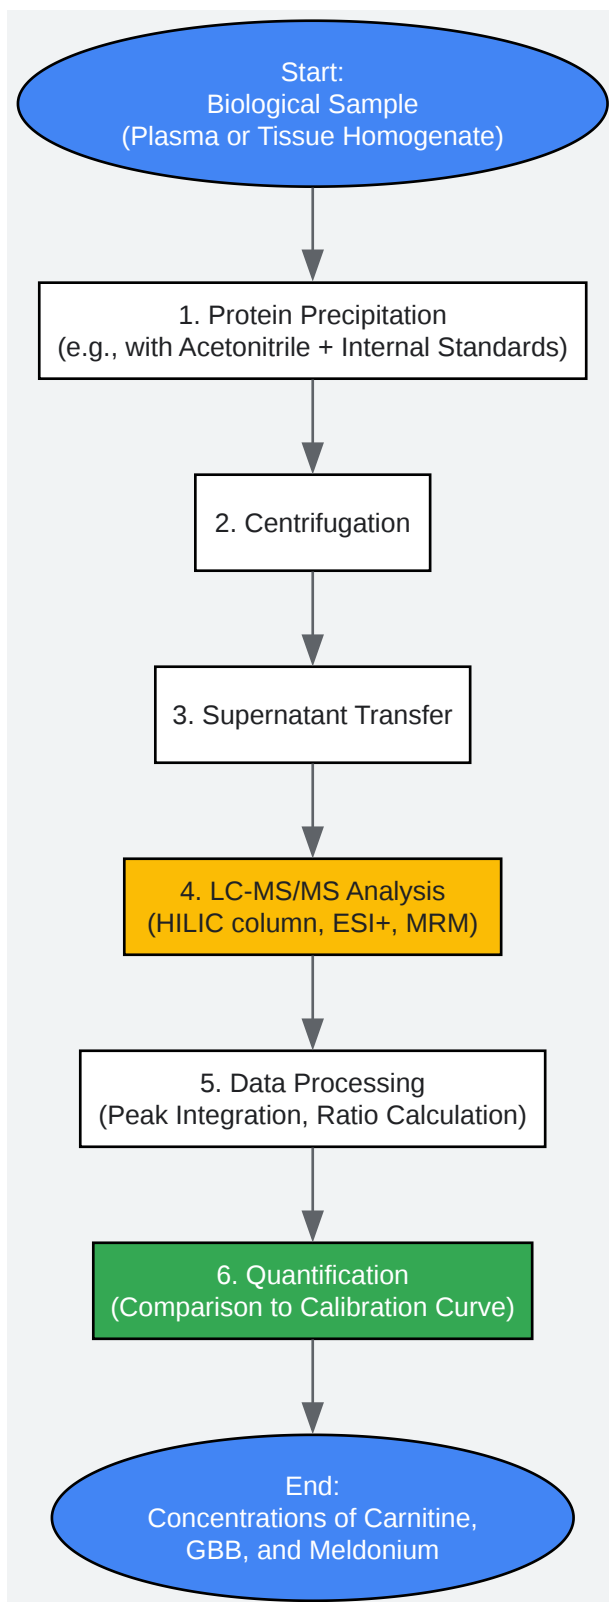 Start:
Biological Sample
(Plasma or Tissue Homogenate)
1. Protein Precipitation
(e.g., with Acetonitrile + Internal Standards)
2. Centrifugation
3. Supernatant Transfer
4. LC-MS/MS Analysis
(HILIC column, ESI+, MRM)
5. Data Processing
(Peak Integration, Ratio Calculation)
6. Quantification
(Comparison to Calibration Curve)
End:
Concentrations of Carnitine,
GBB, and Meldonium